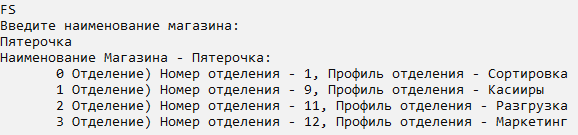 FS
Введите наименование магазина:
Пятерочка
Наименование Магазина - Пятерочка:
0 Отделение) Номер отделения - 1, Профиль отделения - Сортировка
1 Отделение) Номер отделения - 9, Профиль отделения - Касииры
2 Отделение) Номер отделения - 11, Профиль отделения - Разгрузка
3 Отделение) Номер отделения - 12, Профиль отделения - Маркетинг